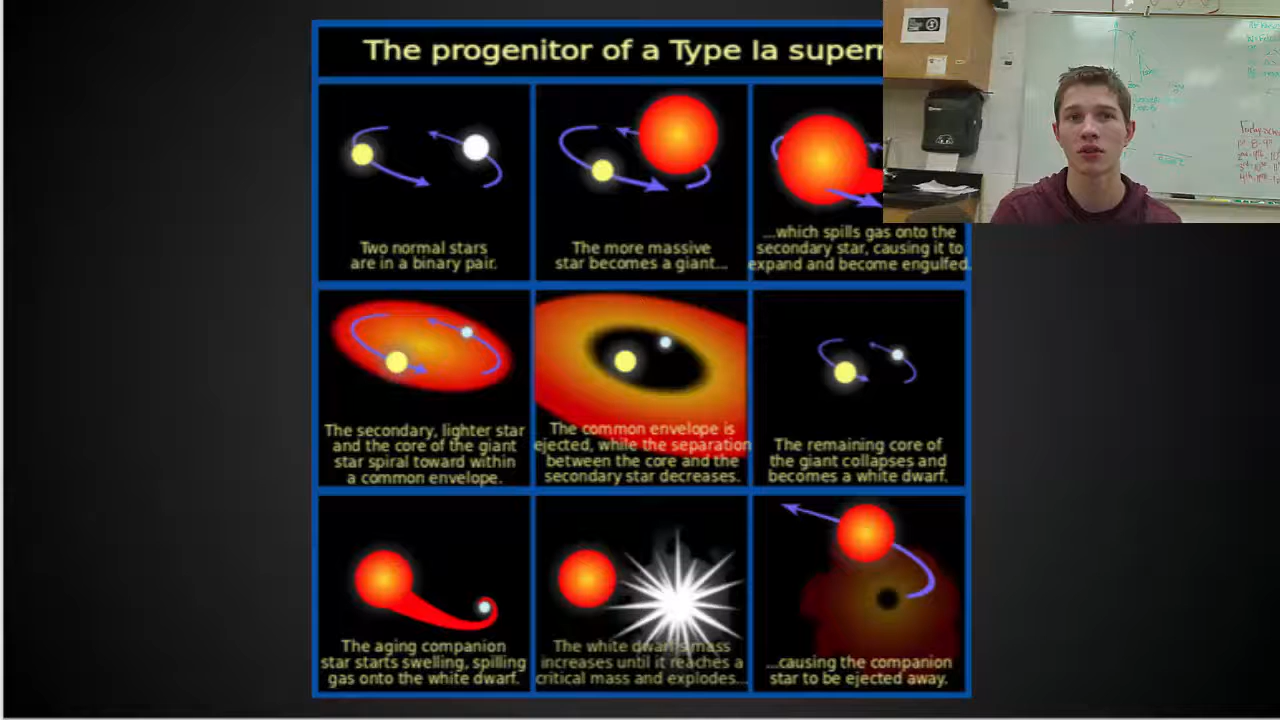 The progenitor of a Type Ia supern
Two normal stars
are in a binary pair.
The more massive
star becomes a giant...
...which spills gas onto the
secondary star, causing it to
expand and become engulfed.
The secondary, lighter star
and the core of the giant
star spiral toward within
a common envelope.
The common envelope is
ejected, while the separation
between the core and the
secondary star decreases.
The remaining core of
the giant collapses and
becomes a white dwarf.
The aging companion
star starts swelling, spilling
gas onto the white dwarf.
The white dwarf's mass
increases until it reaches a
critical mass and explodes...
...causing the companion
star to be ejected away.